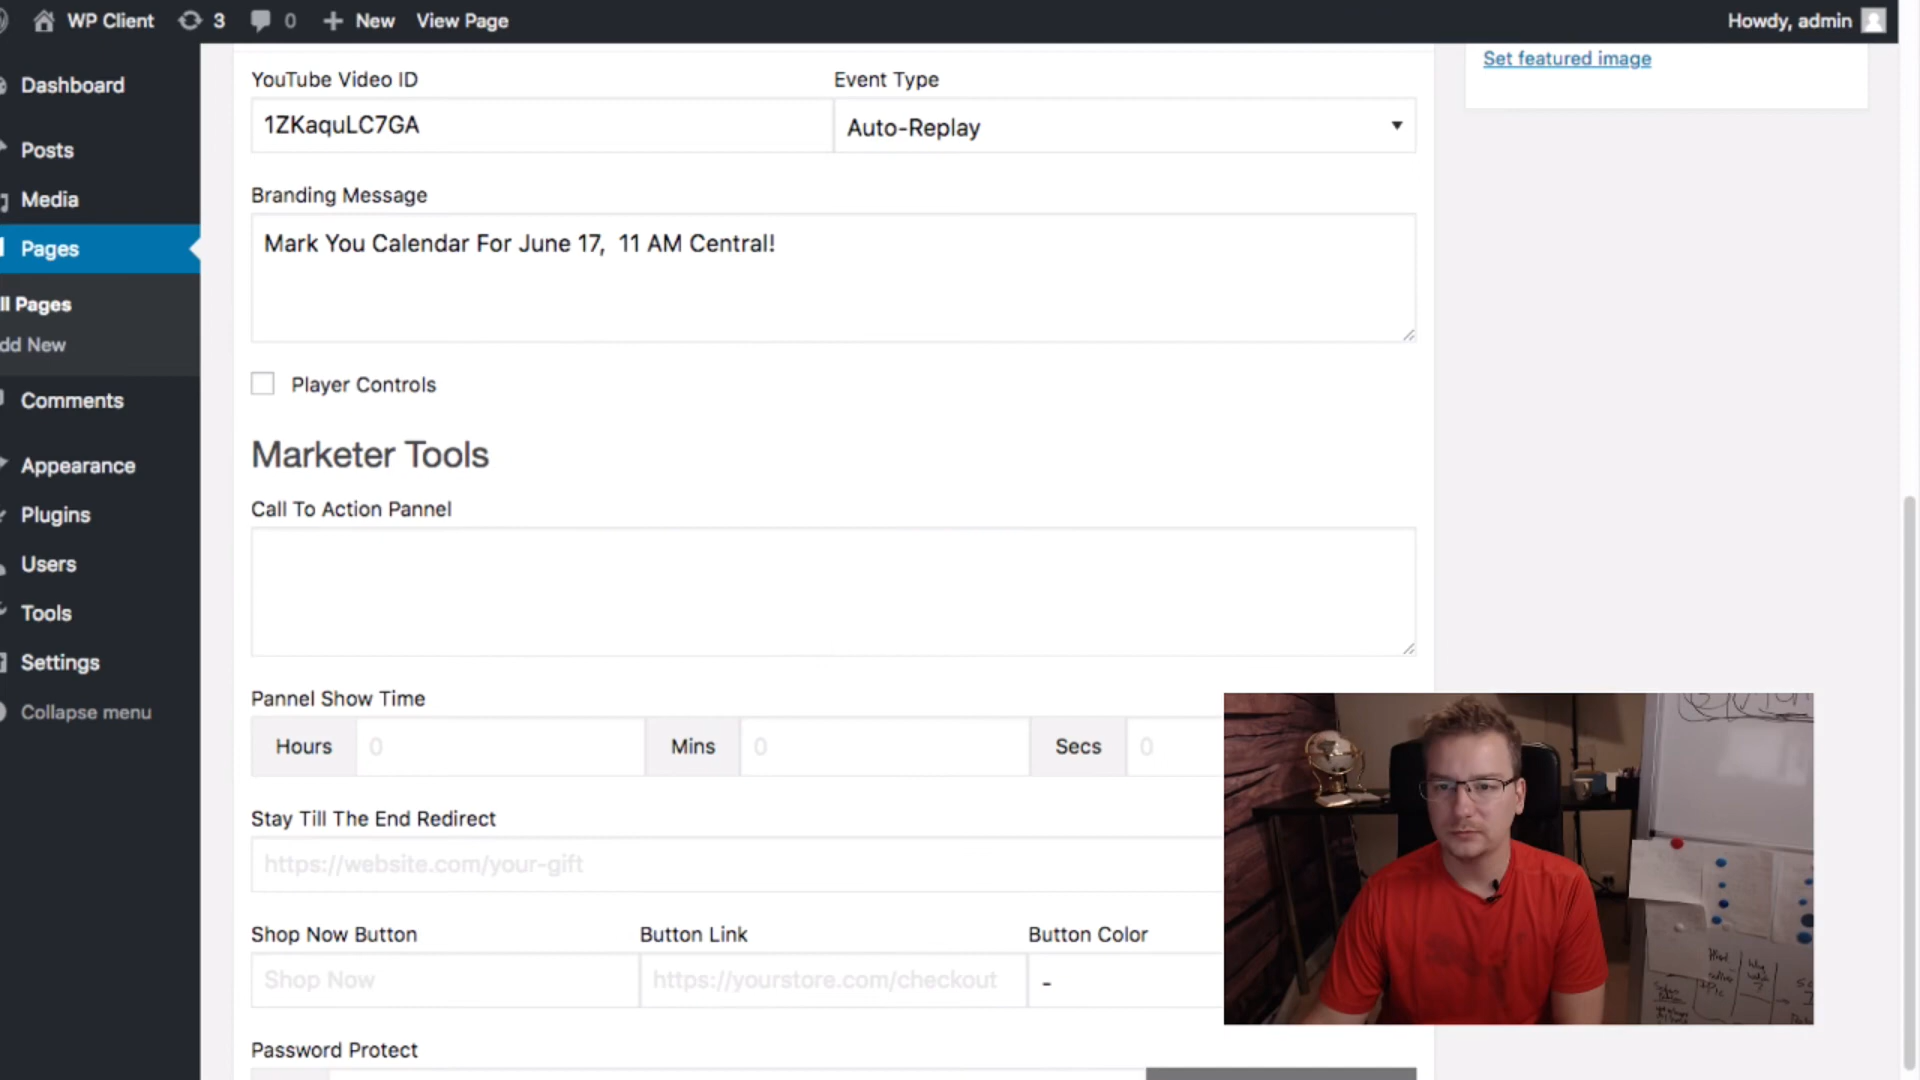 WP Client 3 0 New View Page Howdy, admin
Dashboard
Posts
Media
Pages
ll Pages
dd New
Comments
Appearance
Plugins
Users
Tools
Settings
Collapse menu
Set featured image
YouTube Video ID Event Type
1ZKaquLC7GA Auto-Replay
Branding Message
Mark You Calendar For June 17,  11 AM Central!
Player Controls
Marketer Tools
Call To Action Pannel
Pannel Show Time
Hours 0 Mins 0 Secs 0
Stay Till The End Redirect
https://website.com/your-gift
Shop Now Button Button Link Button Color
Shop Now https://yourstore.com/checkout -
Password Protect